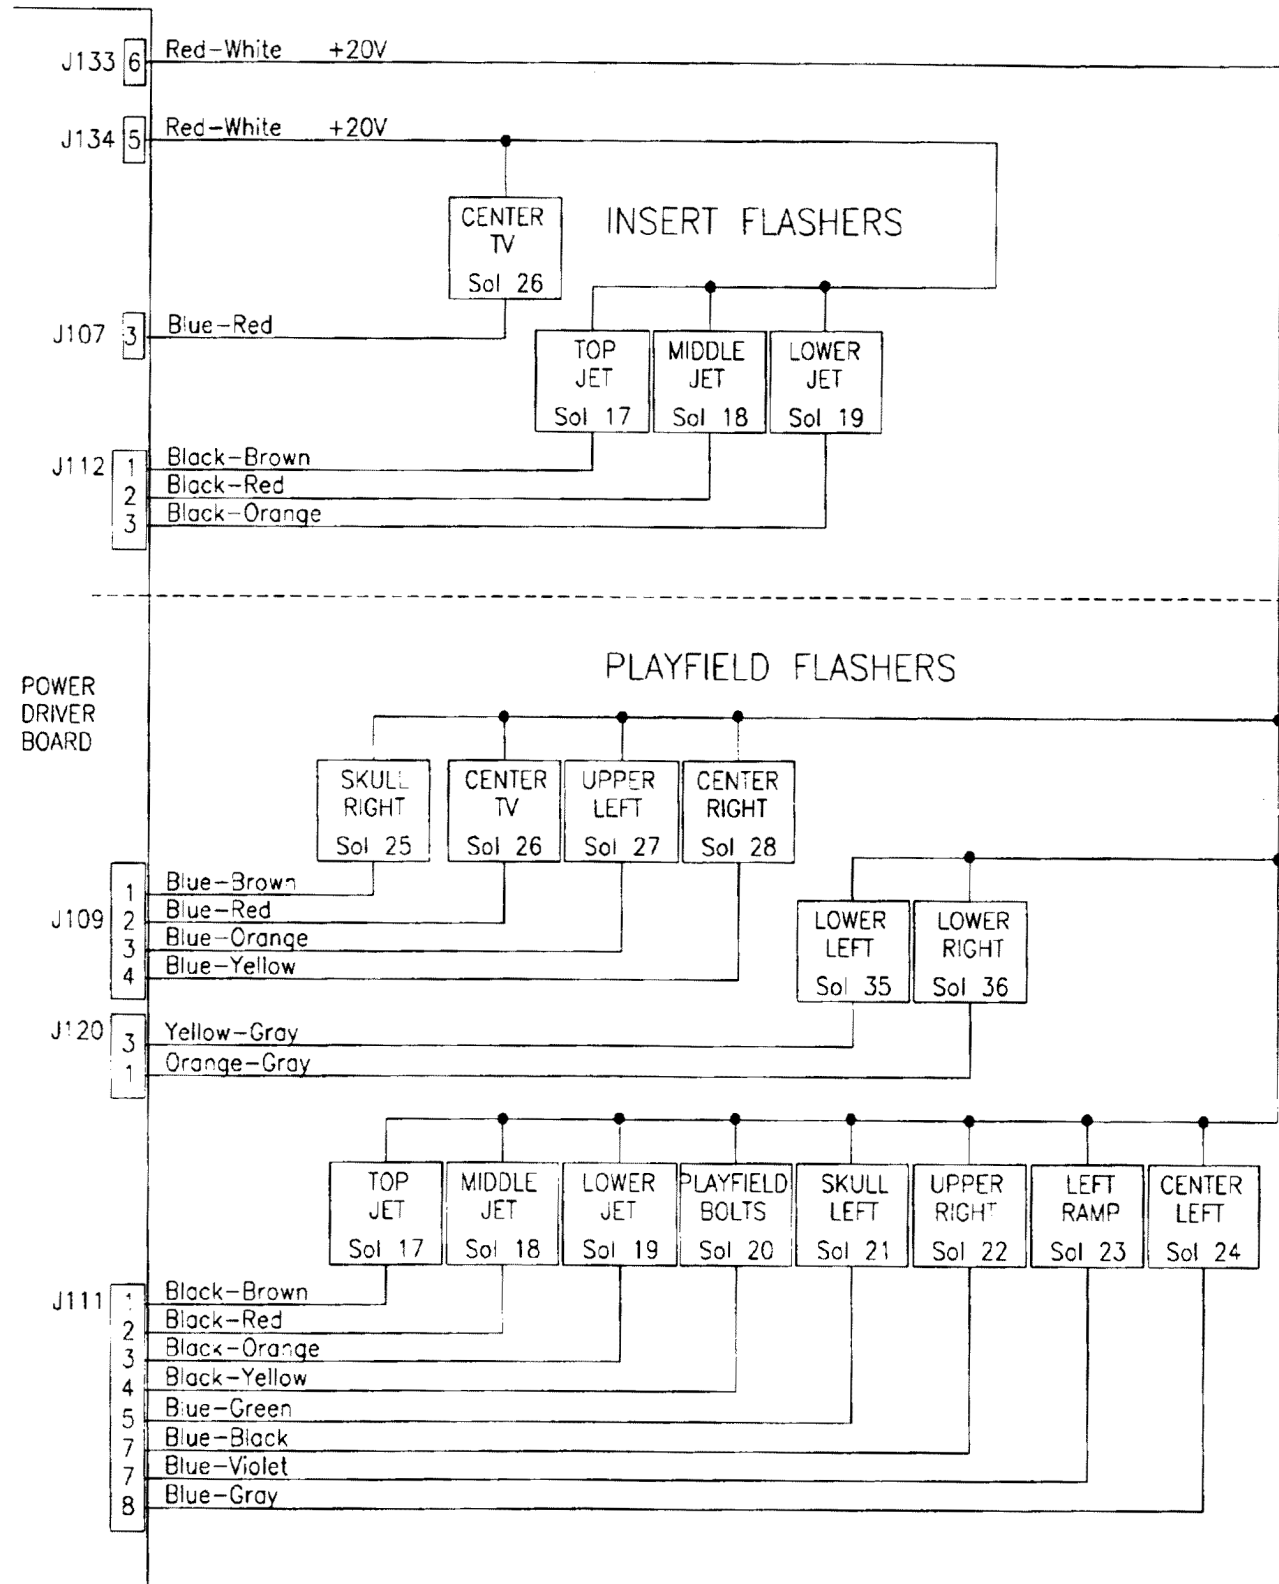 J133 6 Red-White +20V
J134 5 Red-White +20V
CENTER
TV
Sol 26
INSERT FLASHERS
J107 3 Blue-Red
TOP
JET
Sol 17
MIDDLE
JET
Sol 18
LOWER
JET
Sol 19
J112 1 Black-Brown
2 Black-Red
3 Black-Orange
POWER
DRIVER
BOARD
PLAYFIELD FLASHERS
SKULL
RIGHT
Sol 25
CENTER
TV
Sol 26
UPPER
LEFT
Sol 27
CENTER
RIGHT
Sol 28
LOWER
LEFT
Sol 35
LOWER
RIGHT
Sol 36
J109 1 Blue-Brown
2 Blue-Red
3 Blue-Orange
4 Blue-Yellow
J120 3 Yellow-Gray
1 Orange-Gray
TOP
JET
Sol 17
MIDDLE
JET
Sol 18
LOWER
JET
Sol 19
PLAYFIELD
BOLTS
Sol 20
SKULL
LEFT
Sol 21
UPPER
RIGHT
Sol 22
LEFT
RAMP
Sol 23
CENTER
LEFT
Sol 24
J111 1 Black-Brown
2 Black-Red
3 Black-Orange
4 Black-Yellow
5 Blue-Green
7 Blue-Black
7 Blue-Violet
8 Blue-Gray